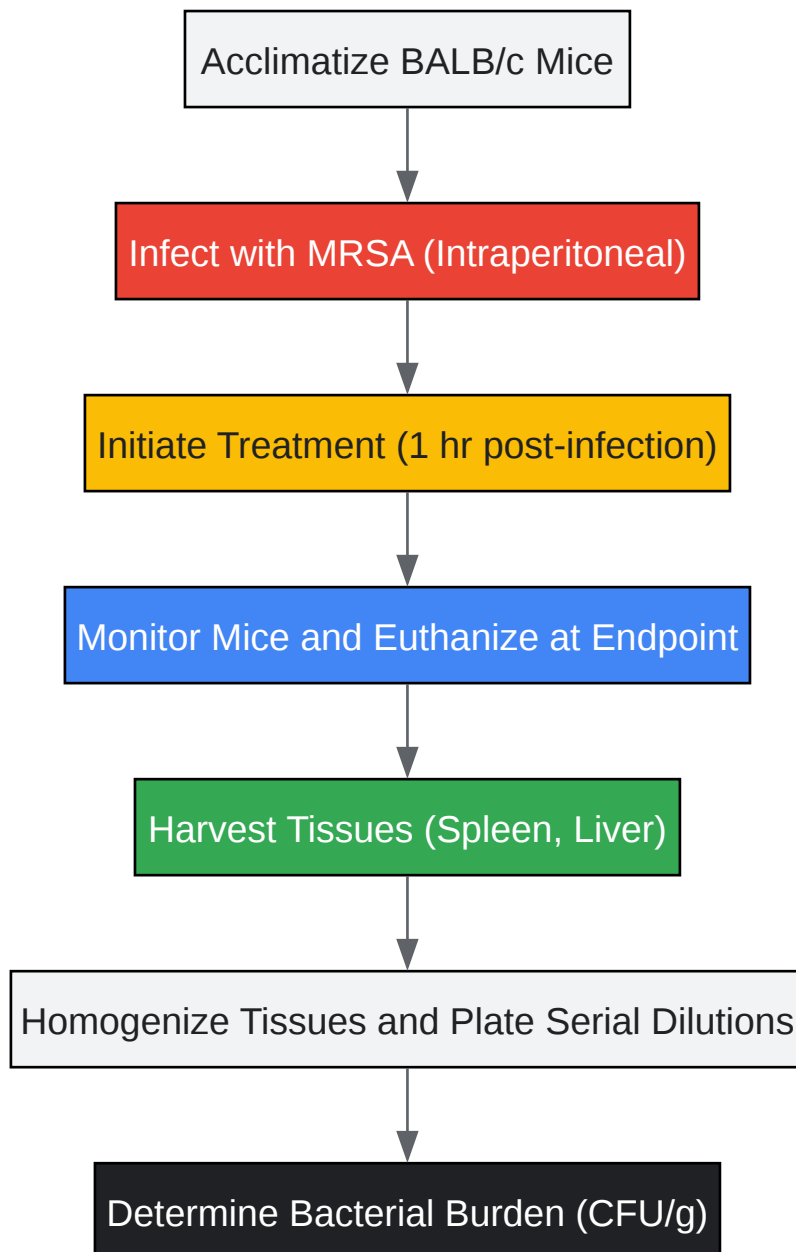 Acclimatize BALB/c Mice
Infect with MRSA (Intraperitoneal)
Initiate Treatment (1 hr post-infection)
Monitor Mice and Euthanize at Endpoint
Harvest Tissues (Spleen, Liver)
Homogenize Tissues and Plate Serial Dilutions
Determine Bacterial Burden (CFU/g)